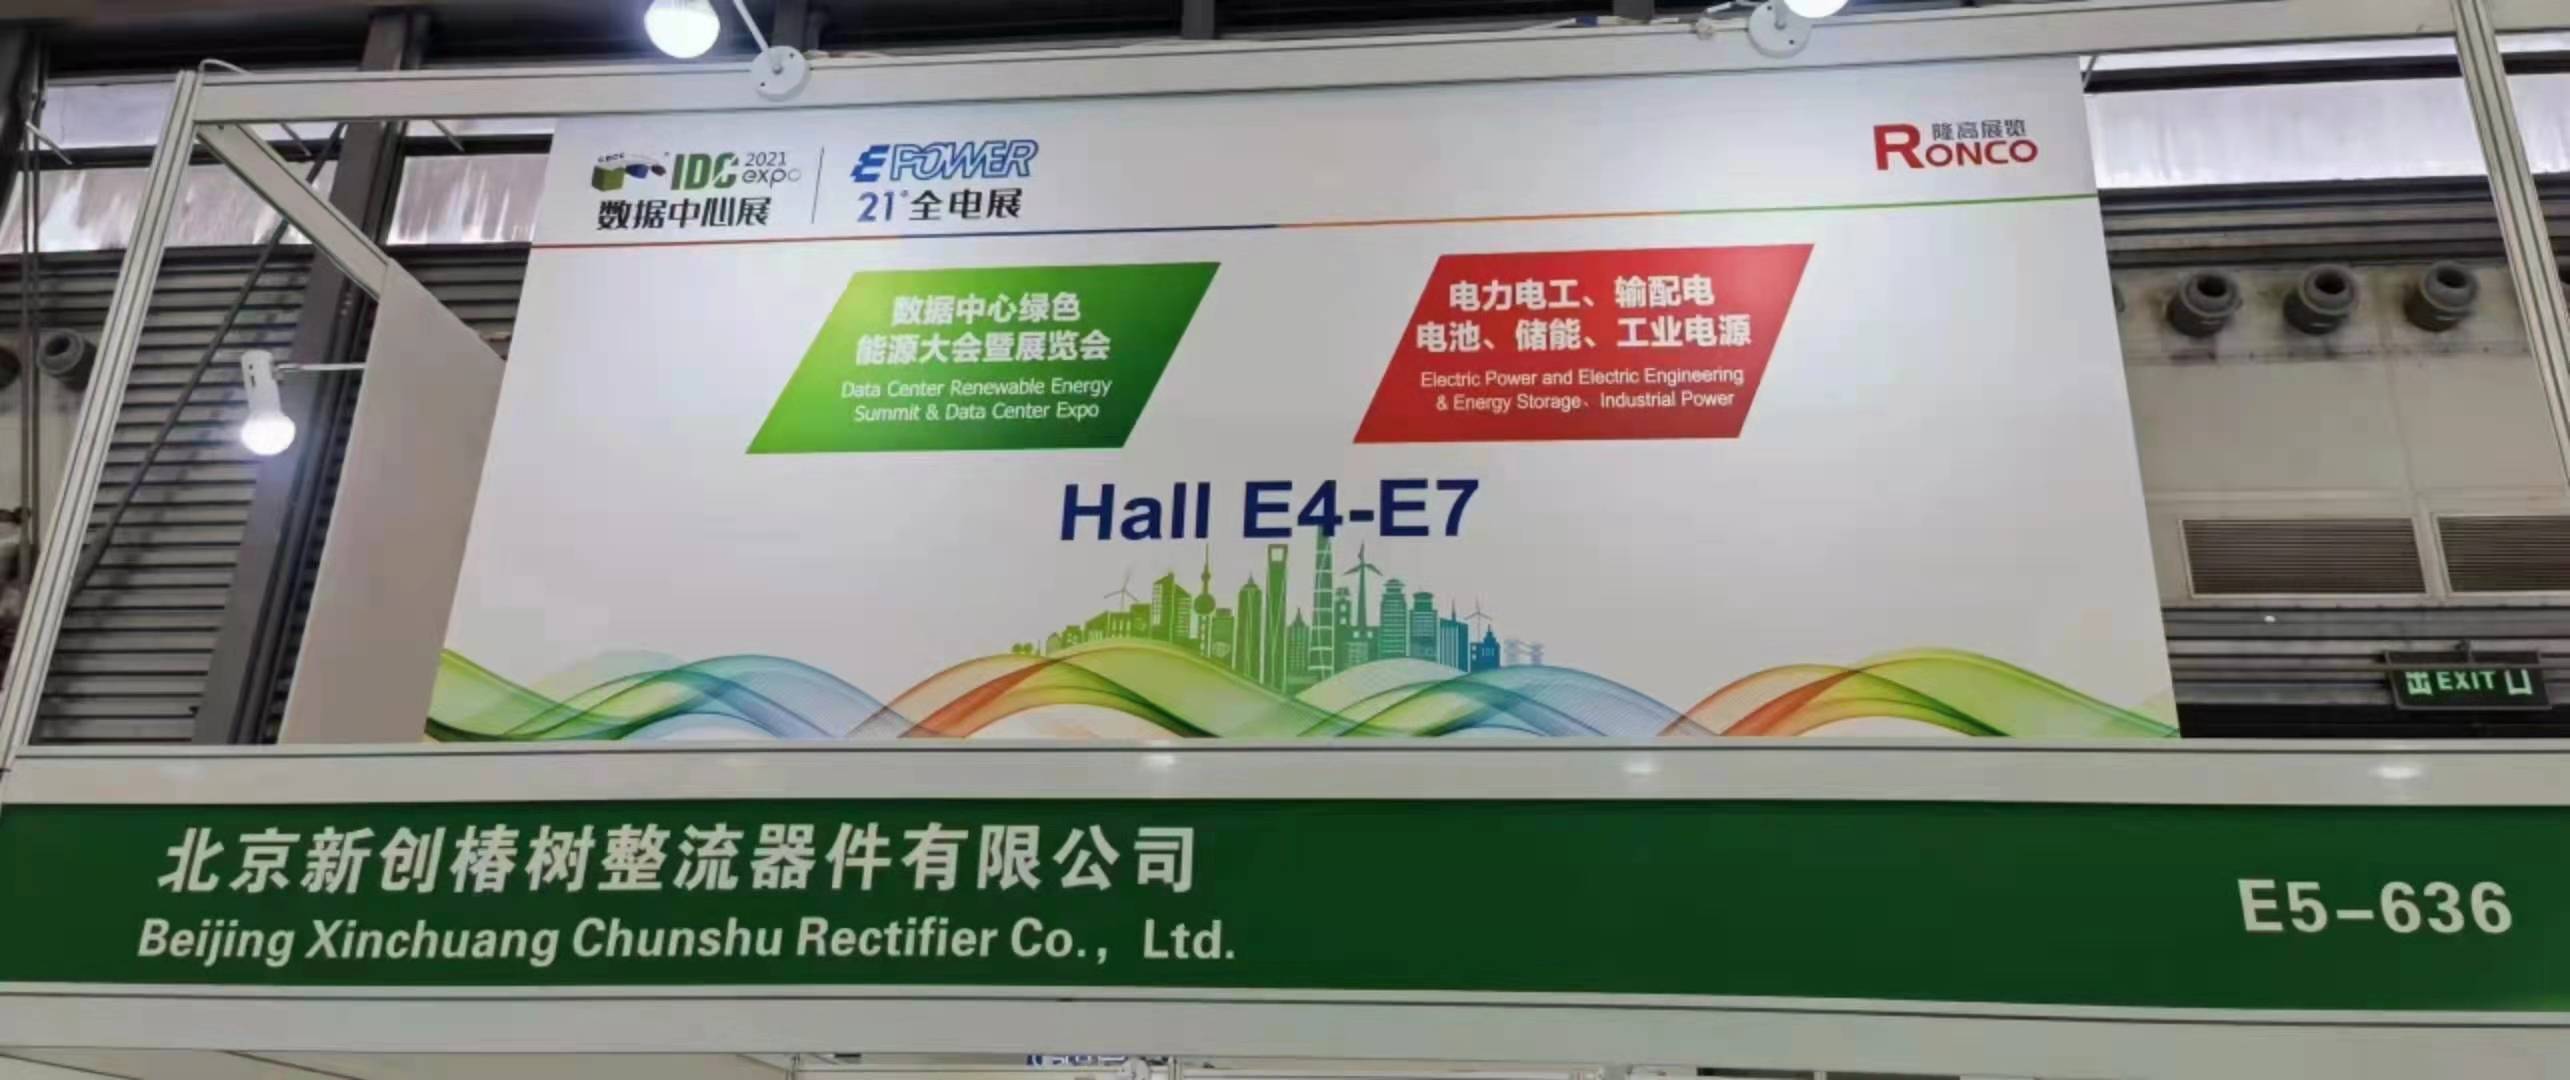 IDC 2021 expo
数据中心展
EPOWER
21°全电展
隆高展览
RONCO
数据中心绿色
能源大会暨展览会
Data Center Renewable Energy
Summit & Data Center Expo
电力电工、输配电
电池、储能、工业电源
Electric Power and Electric Engineering
& Energy Storage、Industrial Power
Hall E4-E7
EXIT
北京新创椿树整流器件有限公司
Beijing Xinchuang Chunshu Rectifier Co., Ltd.
E5-636